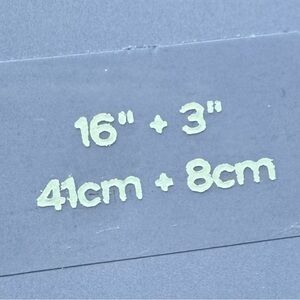 16" + 3"
41cm + 8cm